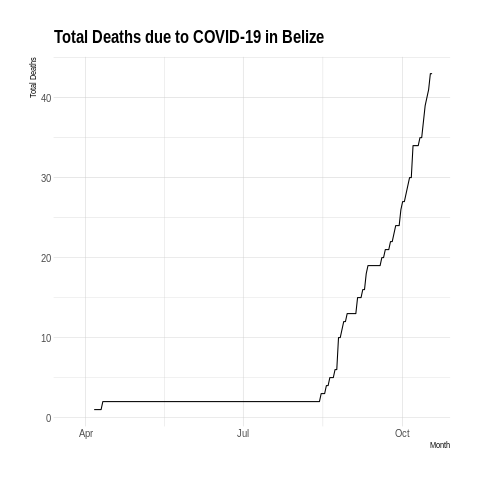 Total Deaths due to COVID-19 in Belize
Total Deaths
40
30
20
10
0
Apr
Jul
Oct
Month